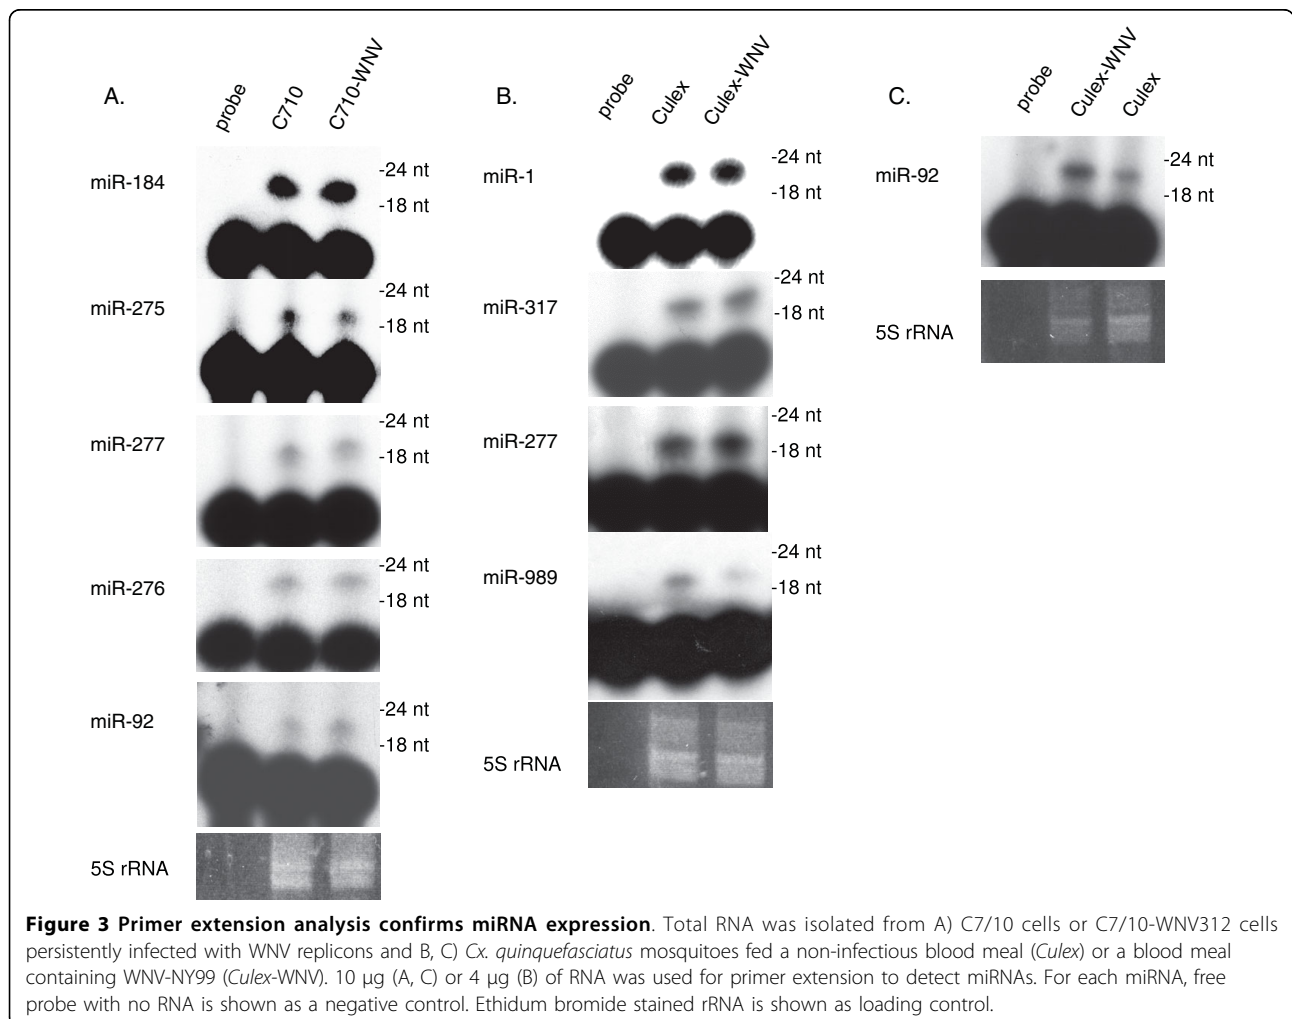 A.
probe
C710
C710-WNV
miR-184
-24 nt
-18 nt
miR-275
-24 nt
-18 nt
miR-277
-24 nt
-18 nt
miR-276
-24 nt
-18 nt
miR-92
-24 nt
-18 nt
5S rRNA
B.
probe
Culex
Culex-WNV
miR-1
-24 nt
-18 nt
miR-317
-24 nt
-18 nt
miR-277
-24 nt
-18 nt
miR-989
-24 nt
-18 nt
5S rRNA
C.
probe
Culex-WNV
Culex
miR-92
-24 nt
-18 nt
5S rRNA
Figure 3 Primer extension analysis confirms miRNA expression. Total RNA was isolated from A) C7/10 cells or C7/10-WNV312 cells
persistently infected with WNV replicons and B, C) Cx. quinquefasciatus mosquitoes fed a non-infectious blood meal (Culex) or a blood meal
containing WNV-NY99 (Culex-WNV). 10 μg (A, C) or 4 μg (B) of RNA was used for primer extension to detect miRNAs. For each miRNA, free
probe with no RNA is shown as a negative control. Ethidum bromide stained rRNA is shown as loading control.